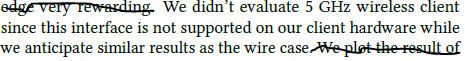 edge very rewarding. We didn't evaluate 5 GHz wireless client
since this interface is not supported on our client hardware while
we anticipate similar results as the wire case. We plot the result of